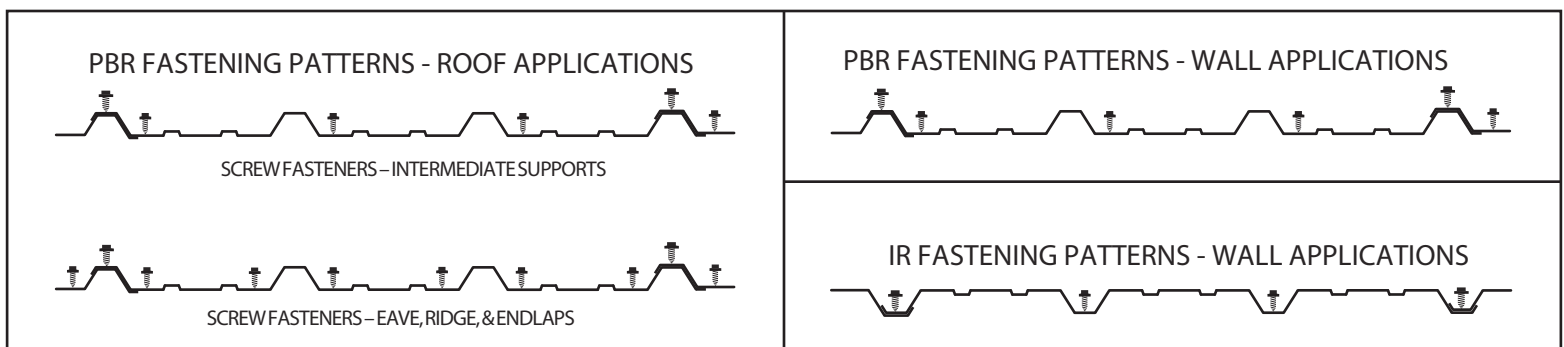 PBR FASTENING PATTERNS - ROOF APPLICATIONS
SCREW FASTENERS – INTERMEDIATE SUPPORTS
SCREW FASTENERS – EAVE, RIDGE, & ENDLAPS
PBR FASTENING PATTERNS - WALL APPLICATIONS
IR FASTENING PATTERNS - WALL APPLICATIONS